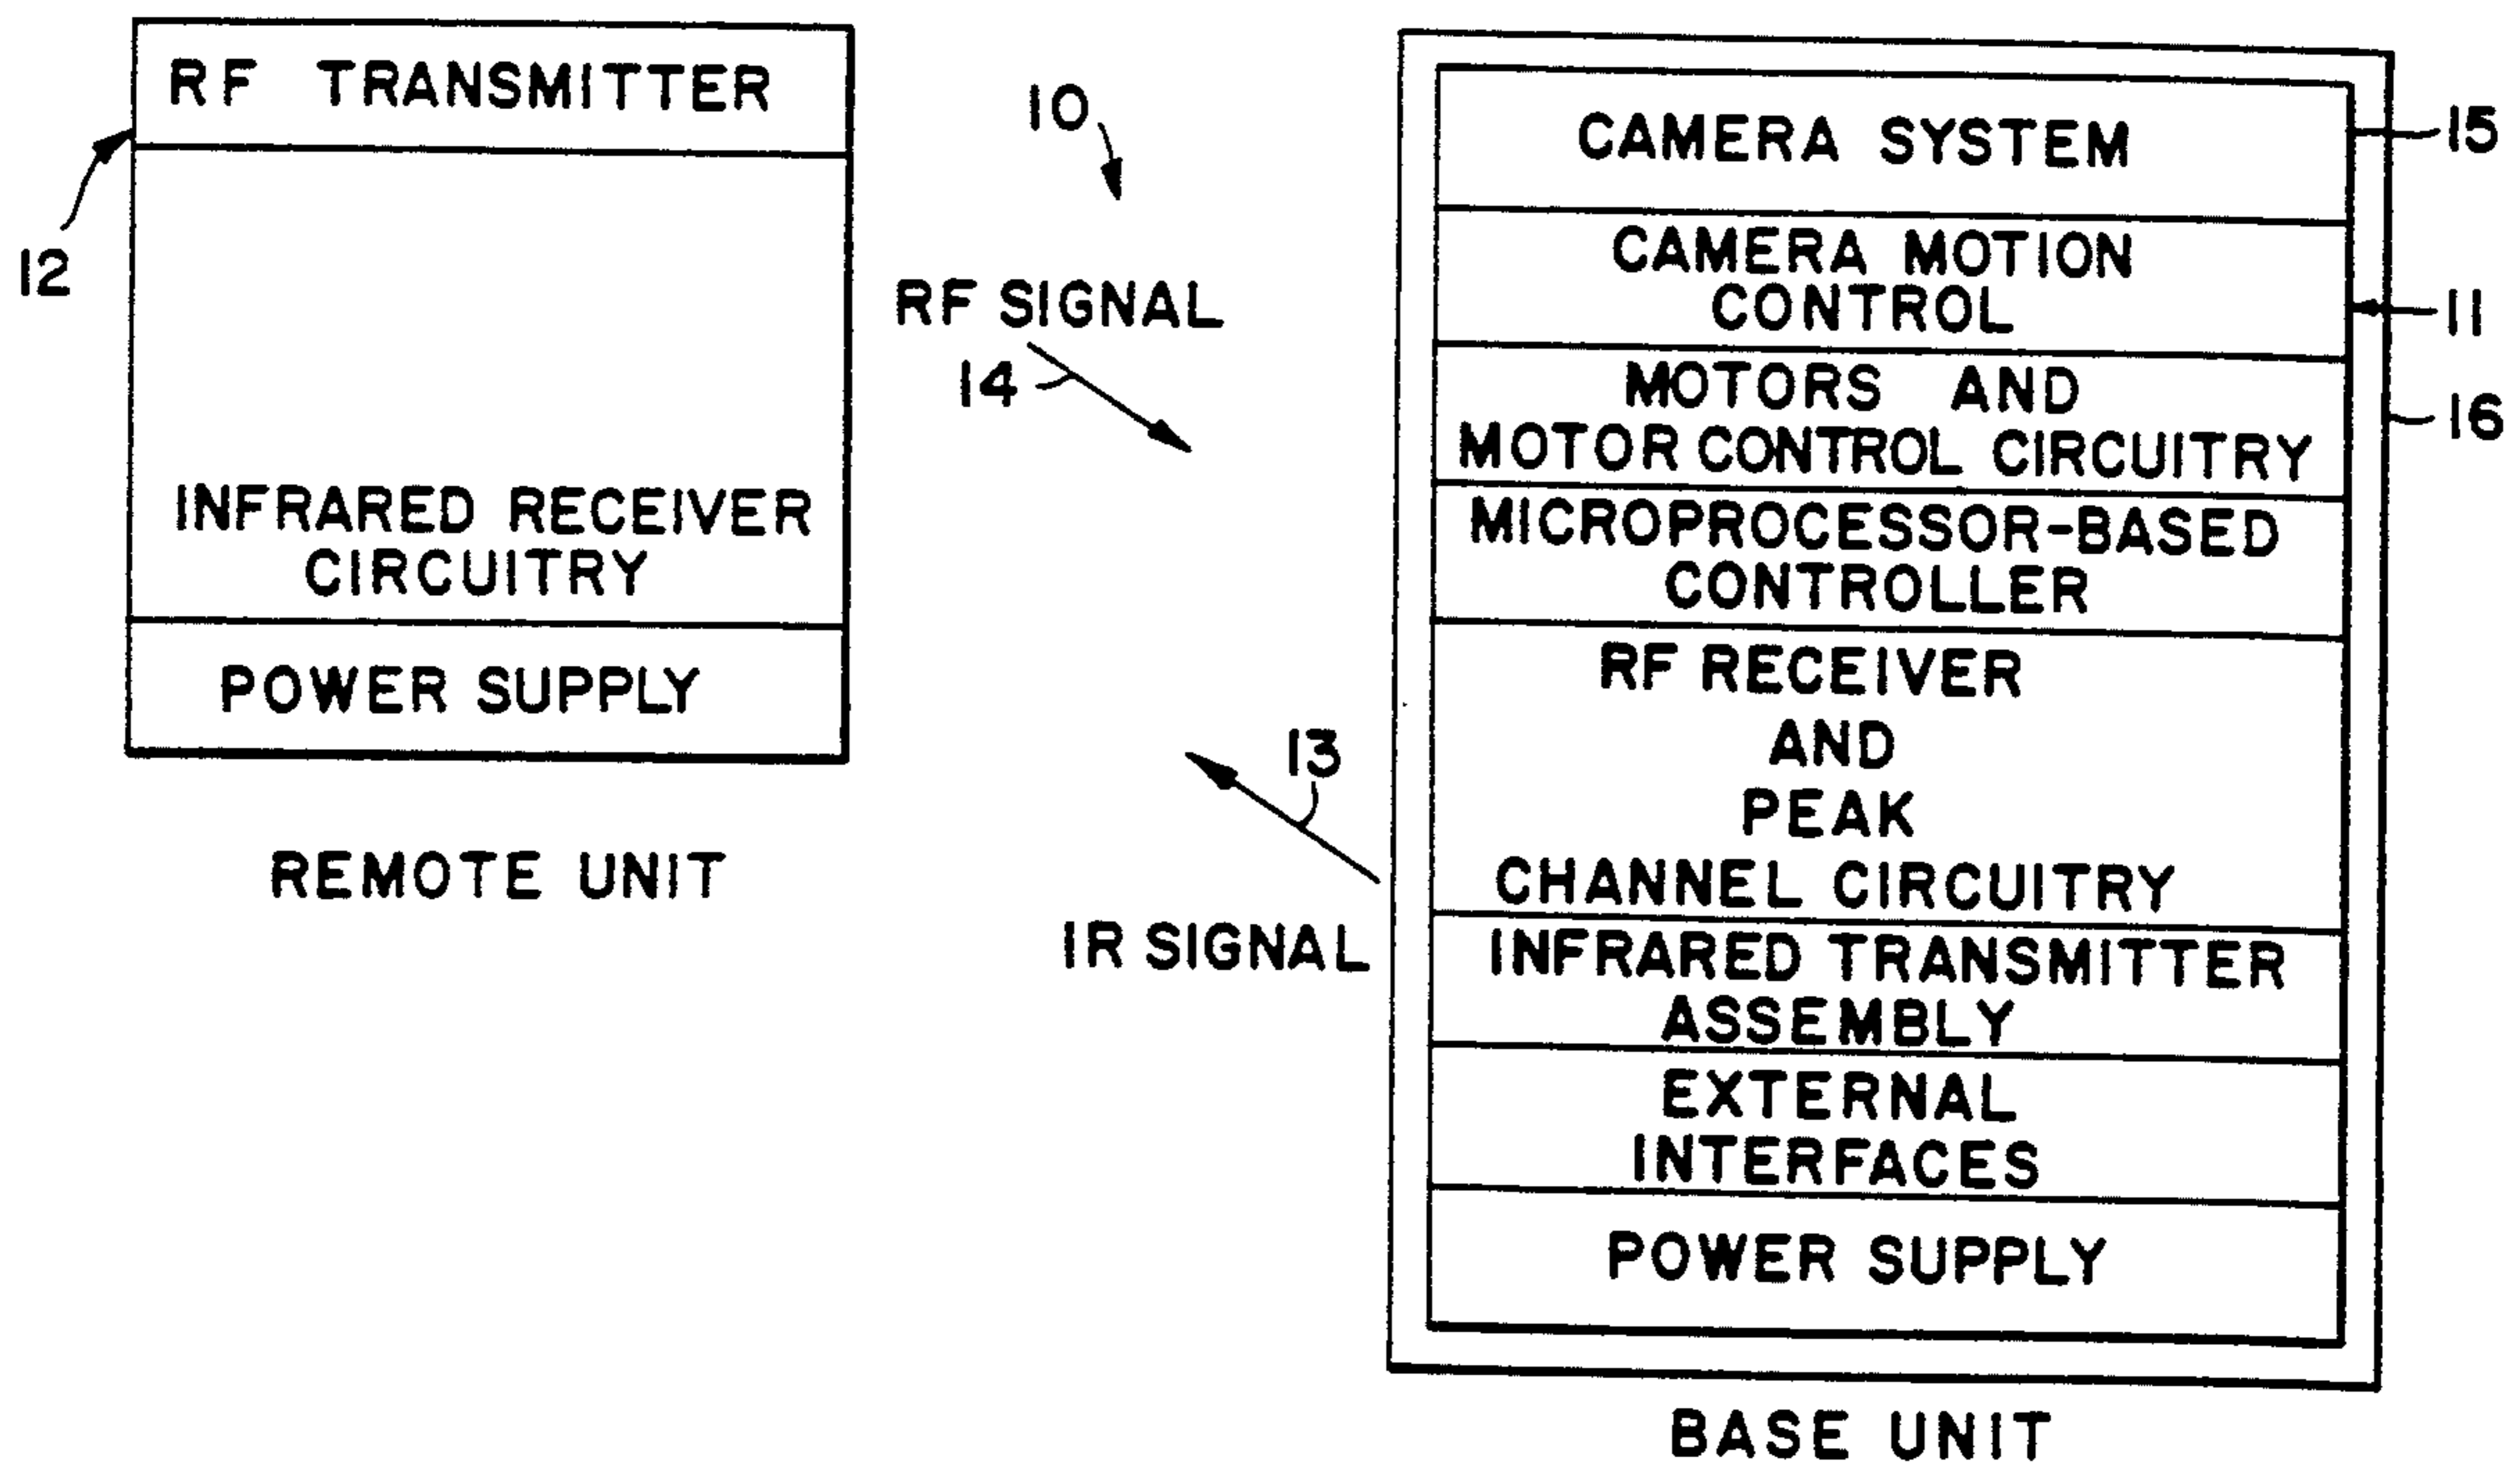 RF TRANSMITTER
12
INFRARED RECEIVER
CIRCUITRY
POWER SUPPLY
REMOTE UNIT
10
RF SIGNAL
14
13
IR SIGNAL
CAMERA SYSTEM
15
CAMERA MOTION
CONTROL
11
MOTORS AND
MOTOR CONTROL CIRCUITRY
16
MICROPROCESSOR-BASED
CONTROLLER
RF RECEIVER
AND
PEAK
CHANNEL CIRCUITRY
INFRARED TRANSMITTER
ASSEMBLY
EXTERNAL
INTERFACES
POWER SUPPLY
BASE UNIT